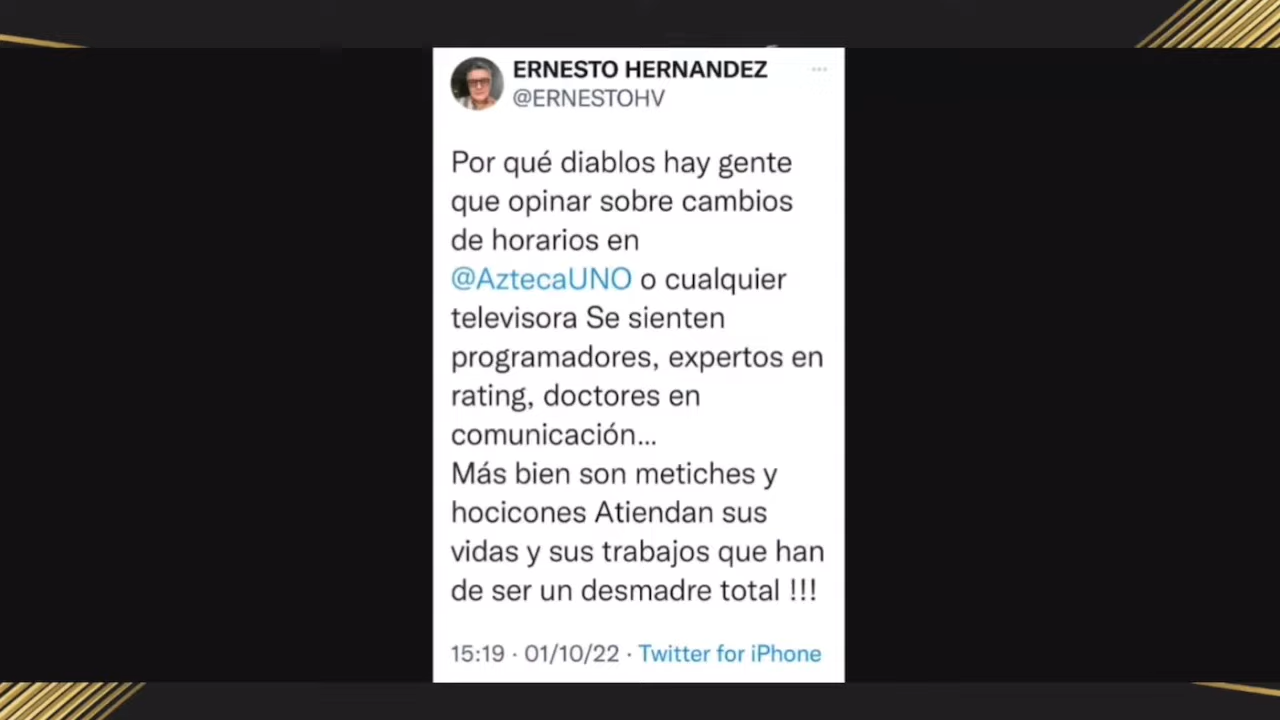 ERNESTO HERNANDEZ
@ERNESTOHV
Por qué diablos hay gente
que opinar sobre cambios
de horarios en
@AztecaUNO o cualquier
televisora Se sienten
programadores, expertos en
rating, doctores en
comunicación...
Más bien son metiches y
hocicones Atiendan sus
vidas y sus trabajos que han
de ser un desmadre total !!!
15:19 · 01/10/22 · Twitter for iPhone